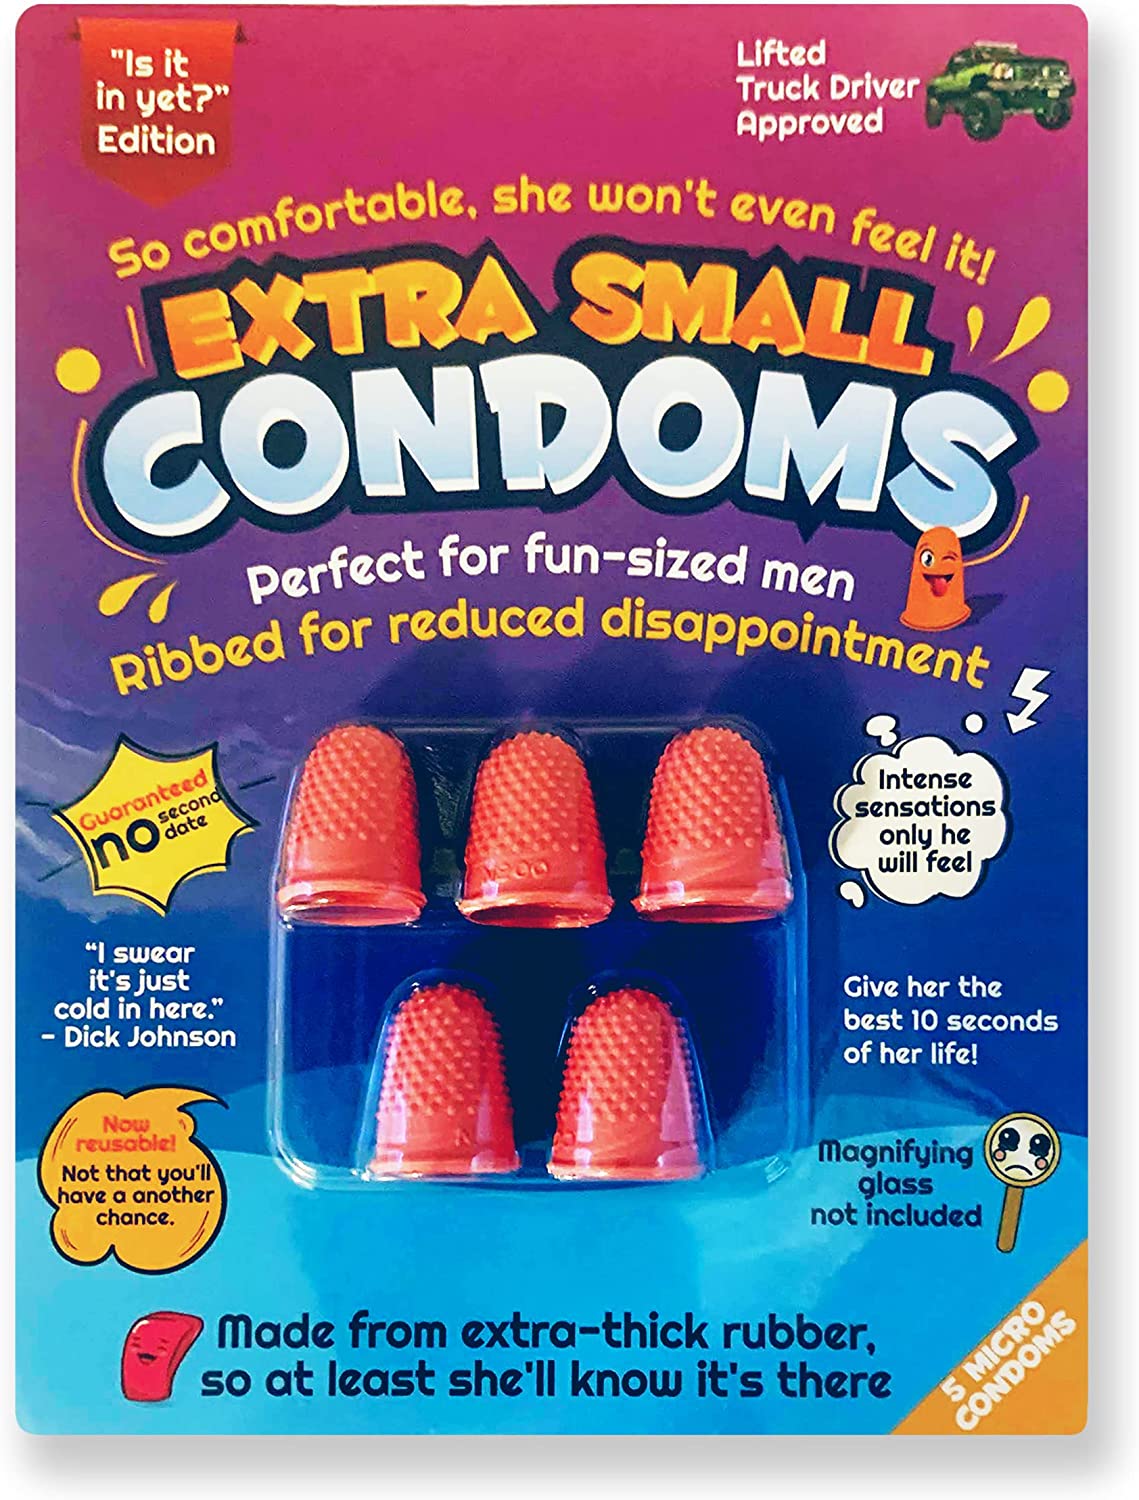 "Is it
in yet?"
Edition
Lifted
Truck Driver
Approved
So comfortable, she won't even feel it!
EXTRA SMALL
CONDOMS
Perfect for fun-sized men
Ribbed for reduced disappointment
Guaranteed
no second
date
Intense
sensations
only he
will feel
"I swear
it's just
cold in here."
- Dick Johnson
Give her the
best 10 seconds
of her life!
Now
reusable!
Not that you'll
have a another
chance.
Magnifying
glass
not included
Made from extra-thick rubber,
so at least she'll know it's there
5 MICRO
CONDOMS